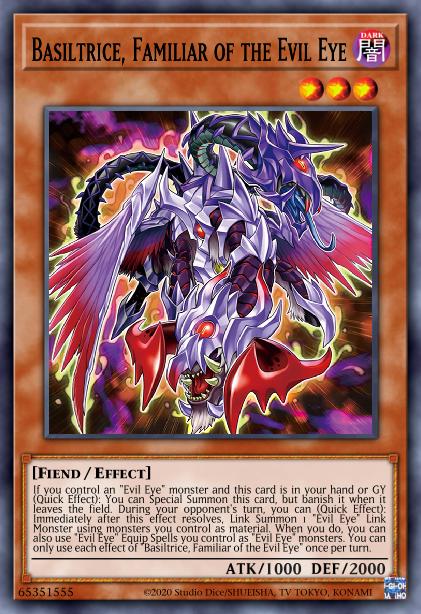 Basiltrice, Familiar of the Evil Eye
DARK
闇
[Fiend / Effect]
If you control an "Evil Eye" monster and this card is in your hand or GY
(Quick Effect): You can Special Summon this card, but banish it when it
leaves the field. During your opponent's turn, you can (Quick Effect):
Immediately after this effect resolves, Link Summon 1 "Evil Eye" Link
Monster using monsters you control as material. When you do, you can
also use "Evil Eye" Equip Spells you control as "Evil Eye" monsters. You can
only use each effect of "Basiltrice, Familiar of the Evil Eye" once per turn.
ATK/1000 DEF/2000
65351555
©2020 Studio Dice/SHUEISHA, TV TOKYO, KONAMI